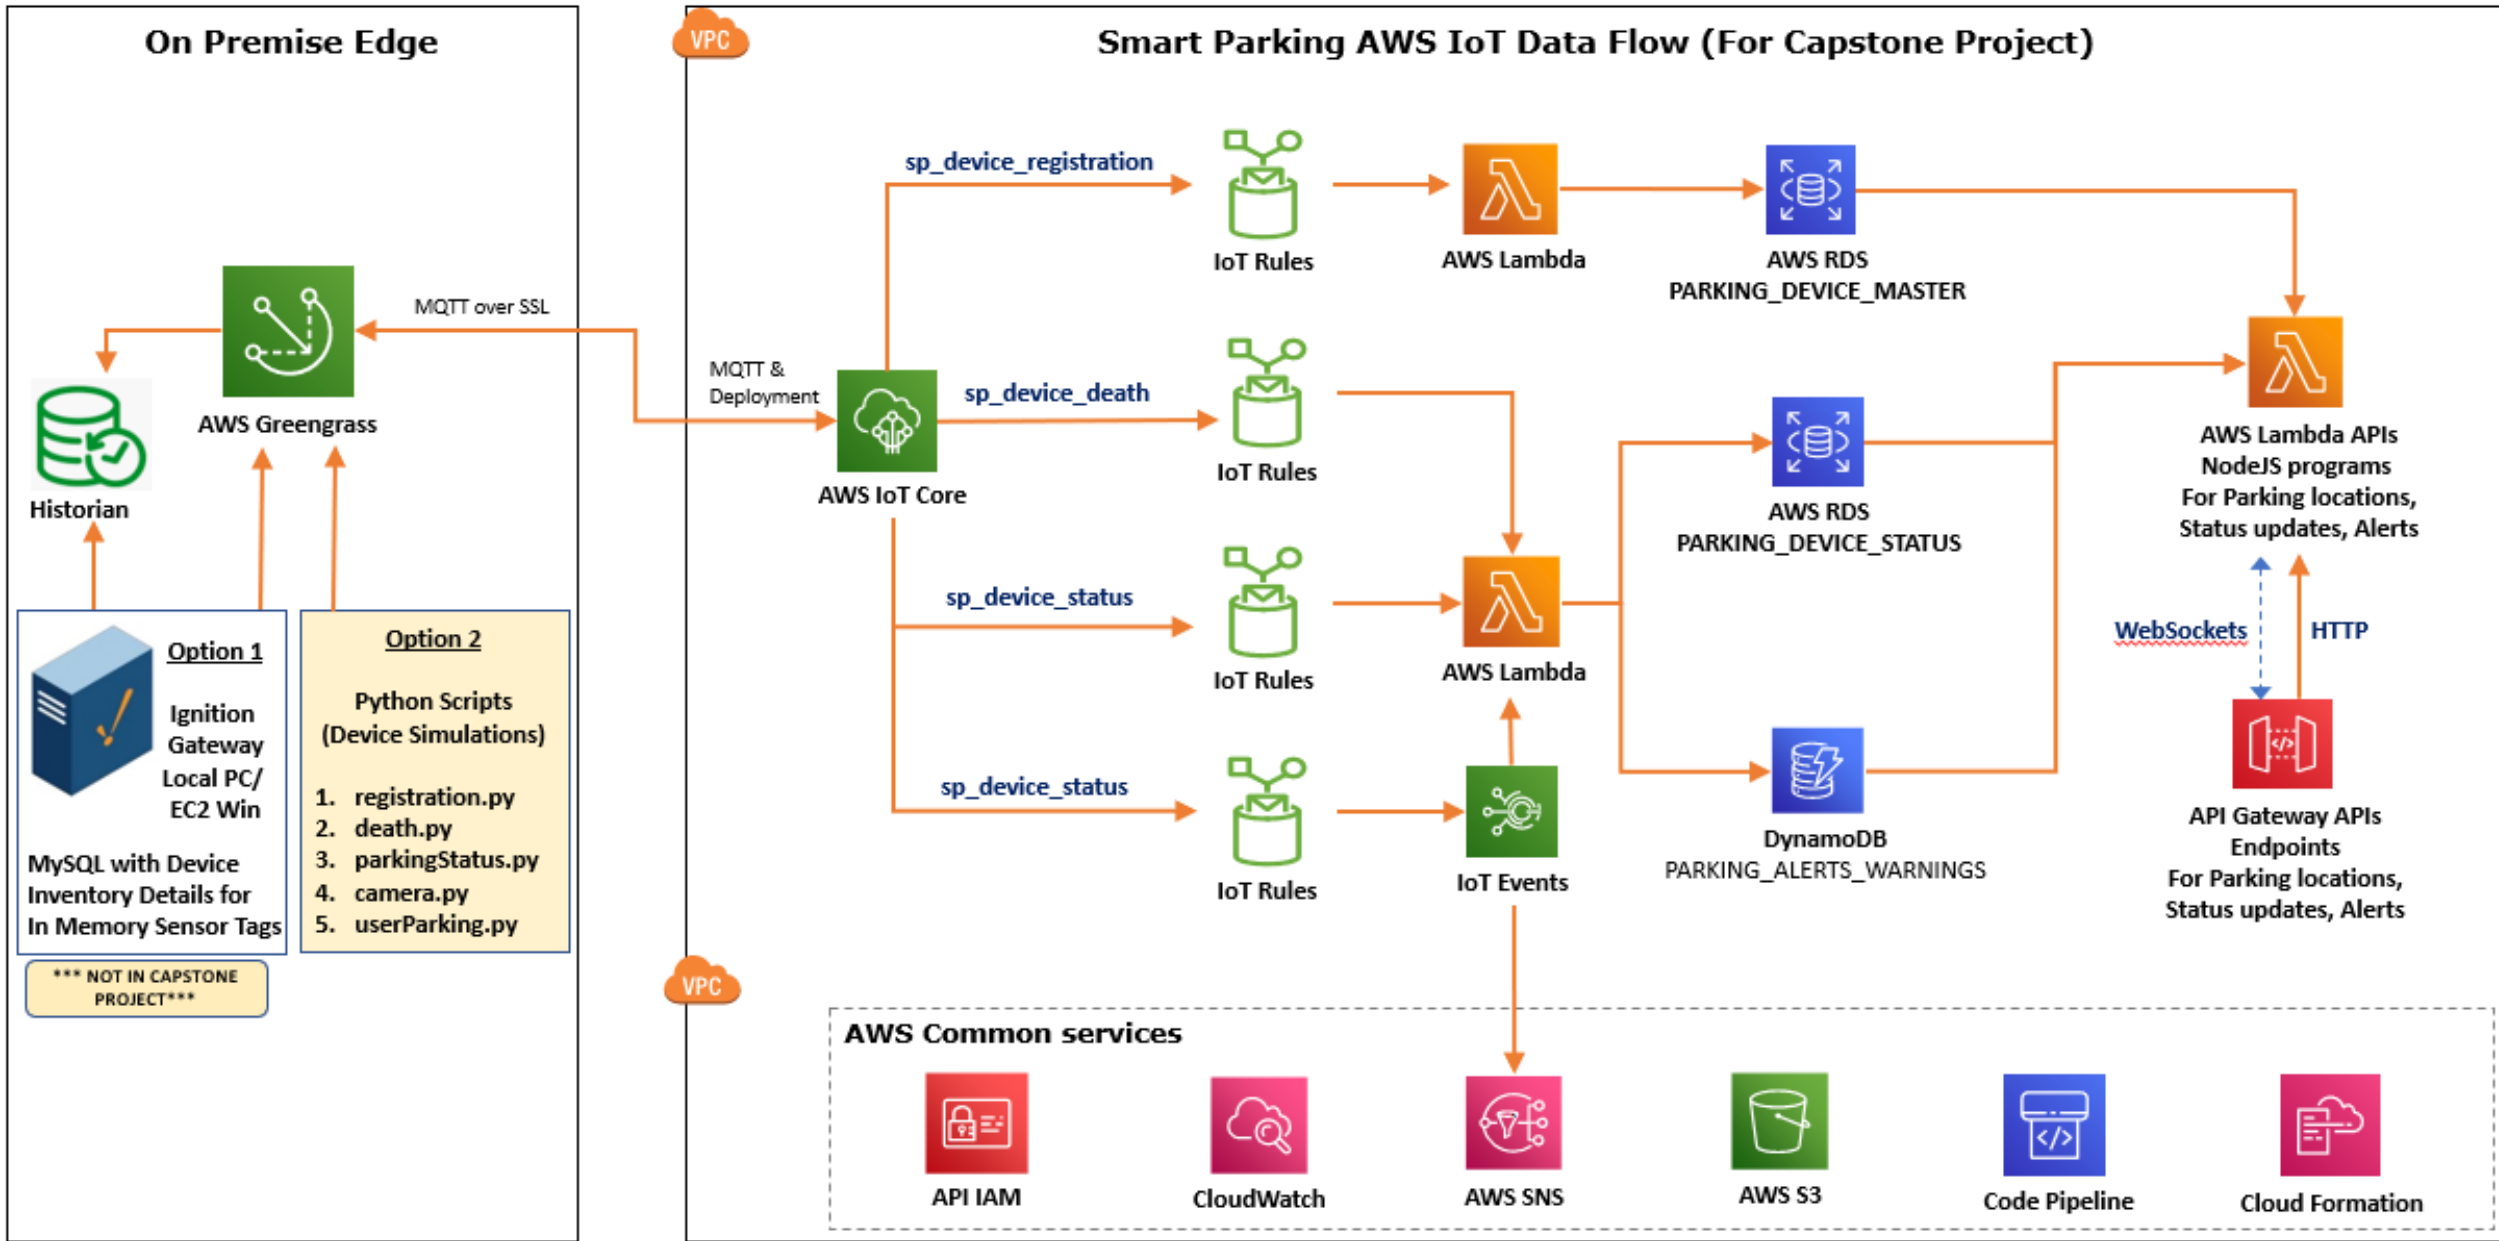 On Premise Edge
VPC
Smart Parking AWS IoT Data Flow (For Capstone Project)
MQTT over SSL
AWS Greengrass
Historian
Option 1
Ignition
Gateway
Local PC/
EC2 Win
MySQL with Device
Inventory Details for
In Memory Sensor Tags
*** NOT IN CAPSTONE
PROJECT***
Option 2
Python Scripts
(Device Simulations)
1. registration.py
2. death.py
3. parkingStatus.py
4. camera.py
5. userParking.py
MQTT &
Deployment
AWS IoT Core
sp_device_registration
IoT Rules
AWS Lambda
AWS RDS
PARKING_DEVICE_MASTER
sp_device_death
IoT Rules
sp_device_status
IoT Rules
AWS Lambda
AWS RDS
PARKING_DEVICE_STATUS
sp_device_status
IoT Rules
IoT Events
DynamoDB
PARKING_ALERTS_WARNINGS
AWS Lambda APIs
NodeJS programs
For Parking locations,
Status updates, Alerts
WebSockets
HTTP
API Gateway APIs
Endpoints
For Parking locations,
Status updates, Alerts
VPC
AWS Common services
API IAM
CloudWatch
AWS SNS
AWS S3
Code Pipeline
Cloud Formation